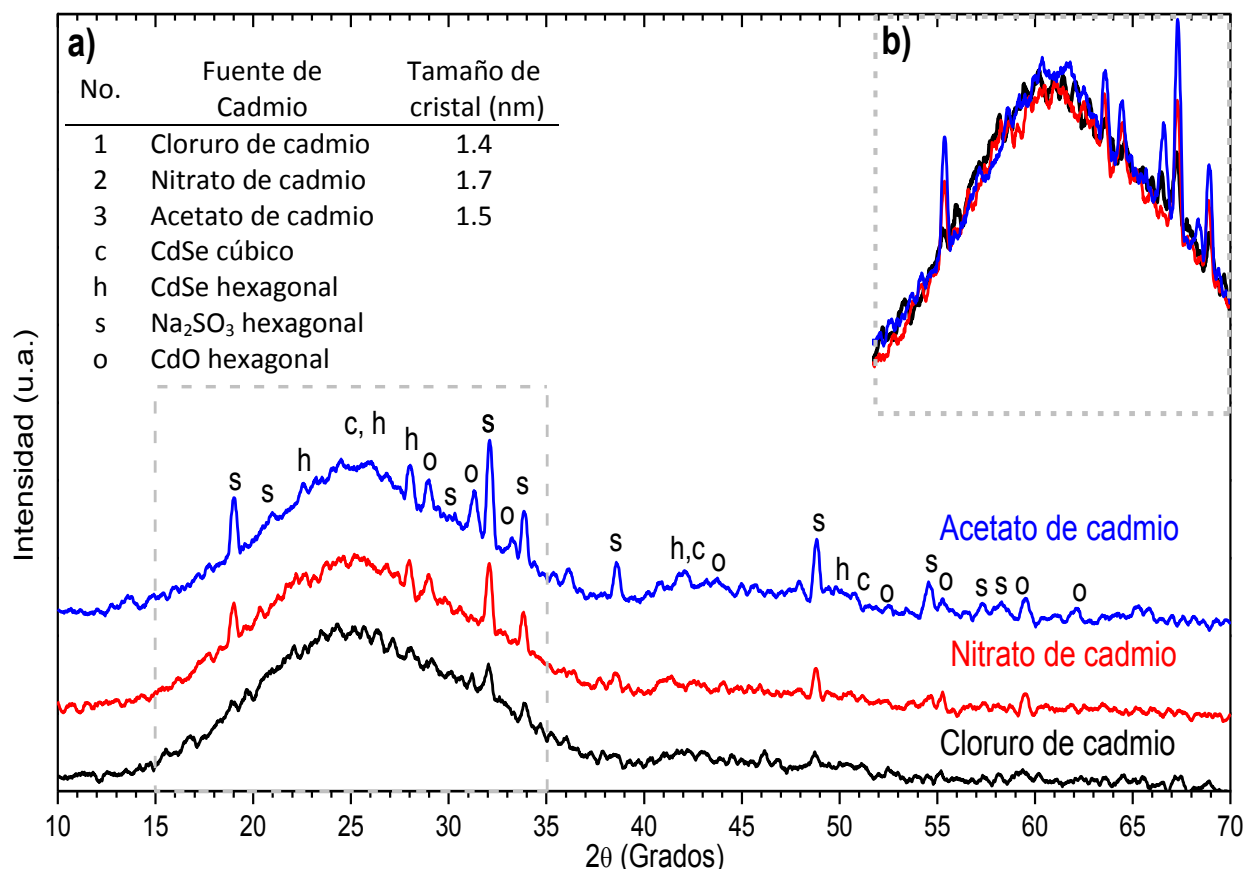 a)
b)
No. Fuente de Cadmio Tamaño de cristal (nm)
1 Cloruro de cadmio 1.4
2 Nitrato de cadmio 1.7
3 Acetato de cadmio 1.5
c CdSe cúbico
h CdSe hexagonal
s Na₂SO₃ hexagonal
o CdO hexagonal
Intensidad (u.a.)
s s h c, h h o s o s o s s h,c o s h c o s o s s o o
Acetato de cadmio
Nitrato de cadmio
Cloruro de cadmio
10 15 20 25 30 35 40 45 50 55 60 65 70
2θ (Grados)